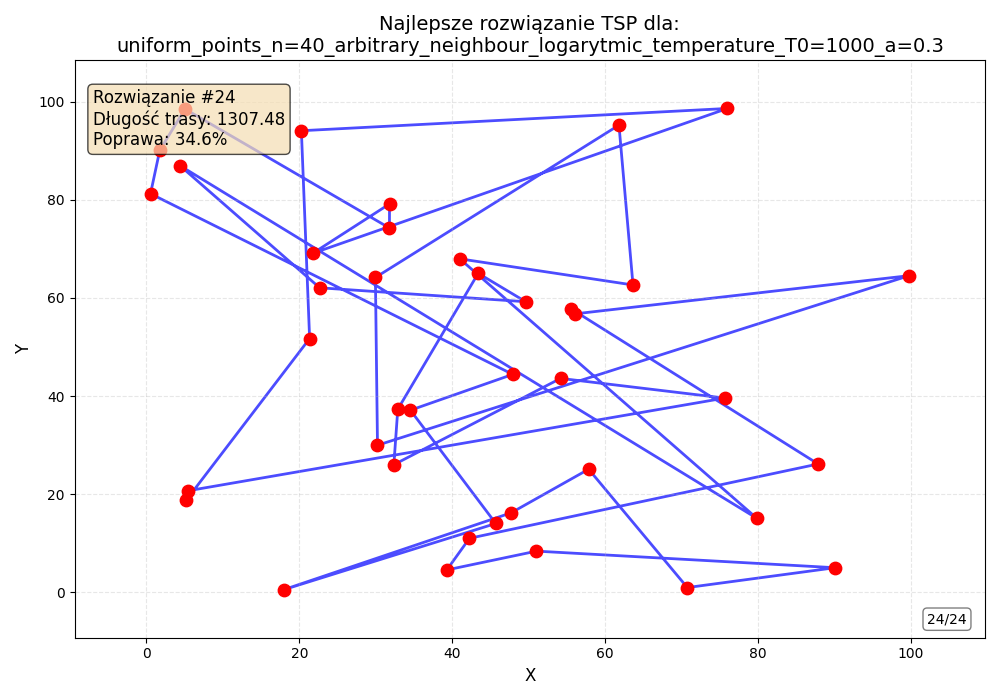 Najlepsze rozwiązanie TSP dla:
uniform_points_n=40_arbitrary_neighbour_logarytmic_temperature_T0=1000_a=0.3
Rozwiązanie #24
Długość trasy: 1307.48
Poprawa: 34.6%
100
80
60
40
20
0
Y
0 20 40 60 80 100
X
24/24